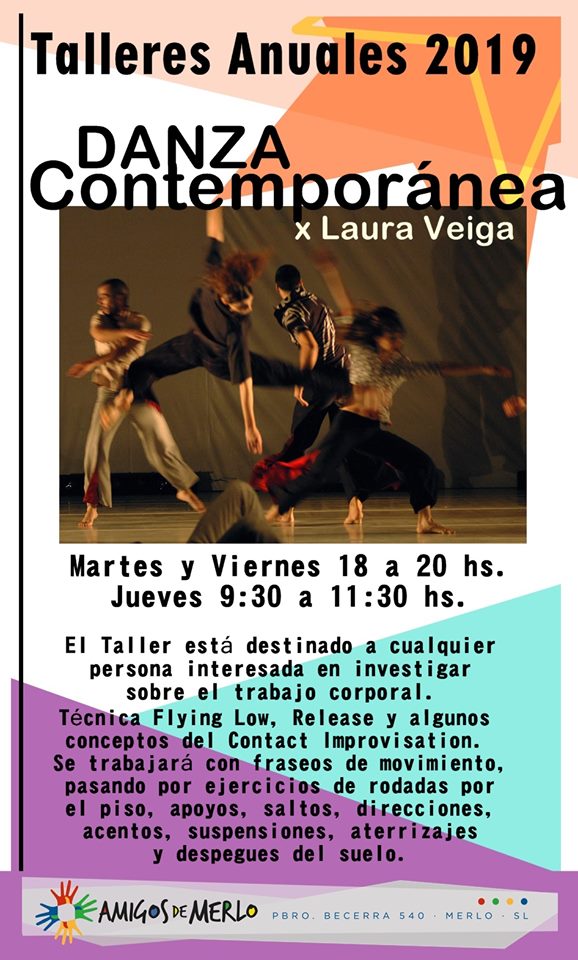 Talleres Anuales 2019
DANZA
Contemporánea
x Laura Veiga
Martes y Viernes 18 a 20 hs.
Jueves 9:30 a 11:30 hs.
El Taller está destinado a cualquier
persona interesada en investigar
sobre el trabajo corporal.
Técnica Flying Low, Release y algunos
conceptos del Contact Improvisation.
Se trabajará con fraseos de movimiento,
pasando por ejercicios de rodadas por
el piso, apoyos, saltos, direcciones,
acentos, suspensiones, aterrizajes
y despegues del suelo.
AMIGOS DE MERLO PBRO. BECERRA 540 · MERLO · SL